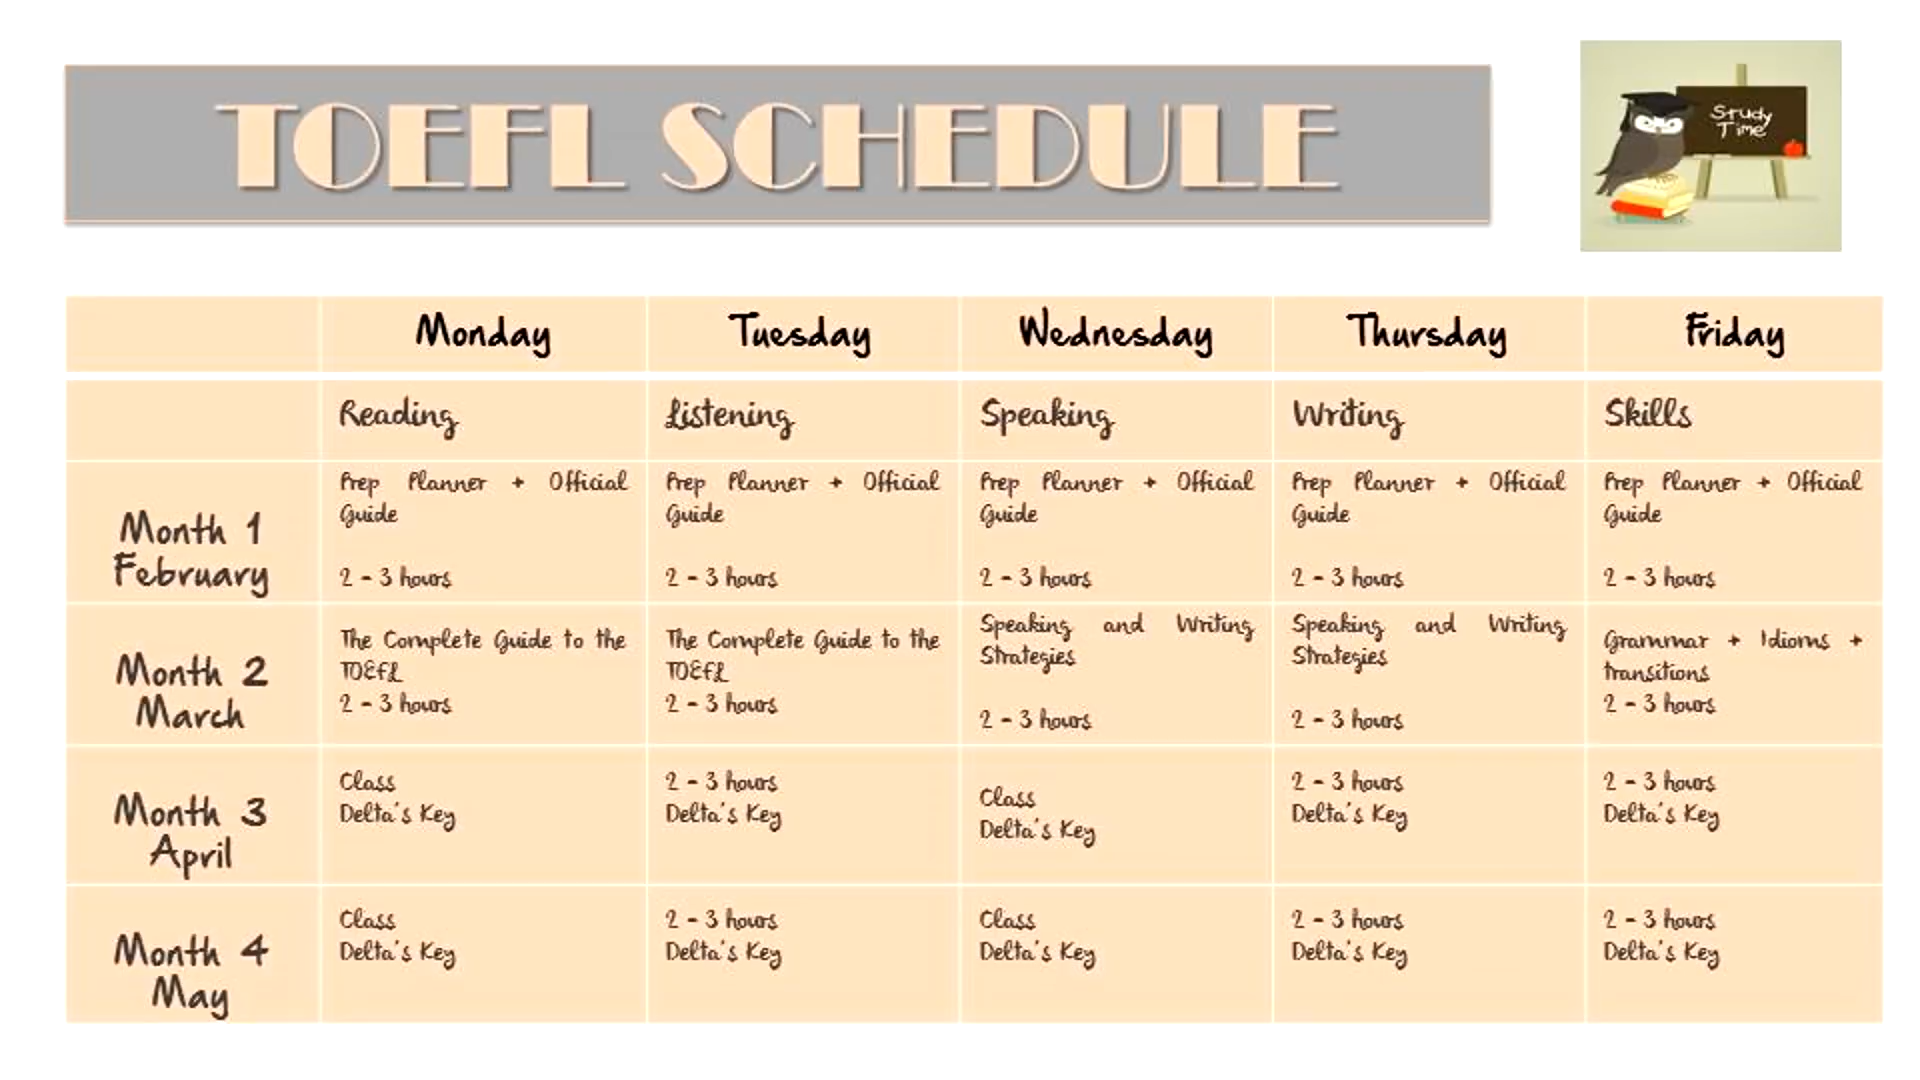 TOEFL SCHEDULE
Study
Time
Monday Tuesday Wednesday Thursday Friday
Reading Listening Speaking Writing Skills
Month 1
February
Prep Planner + Official
Guide
2 - 3 hours
Prep Planner + Official
Guide
2 - 3 hours
Prep Planner + Official
Guide
2 - 3 hours
Prep Planner + Official
Guide
2 - 3 hours
Prep Planner + Official
Guide
2 - 3 hours
Month 2
March
The Complete Guide to the
TOEFL
2 - 3 hours
The Complete Guide to the
TOEFL
2 - 3 hours
Speaking and Writing
Strategies
2 - 3 hours
Speaking and Writing
Strategies
2 - 3 hours
Grammar + Idioms +
transitions
2 - 3 hours
Month 3
April
Class
Delta's Key
2 - 3 hours
Delta's Key
Class
Delta's Key
2 - 3 hours
Delta's Key
2 - 3 hours
Delta's Key
Month 4
May
Class
Delta's Key
2 - 3 hours
Delta's Key
Class
Delta's Key
2 - 3 hours
Delta's Key
2 - 3 hours
Delta's Key